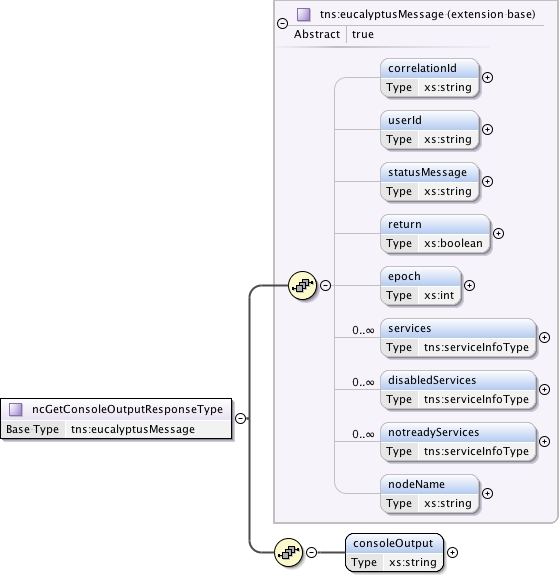 tns:eucalyptusMessage (extension base)
Abstract true
correlationId
Type xs:string
userId
Type xs:string
statusMessage
Type xs:string
return
Type xs:boolean
epoch
Type xs:int
0..∞ services
Type tns:serviceInfoType
0..∞ disabledServices
Type tns:serviceInfoType
0..∞ notreadyServices
Type tns:serviceInfoType
nodeName
Type xs:string
ncGetConsoleOutputResponseType
Base Type tns:eucalyptusMessage
consoleOutput
Type xs:string